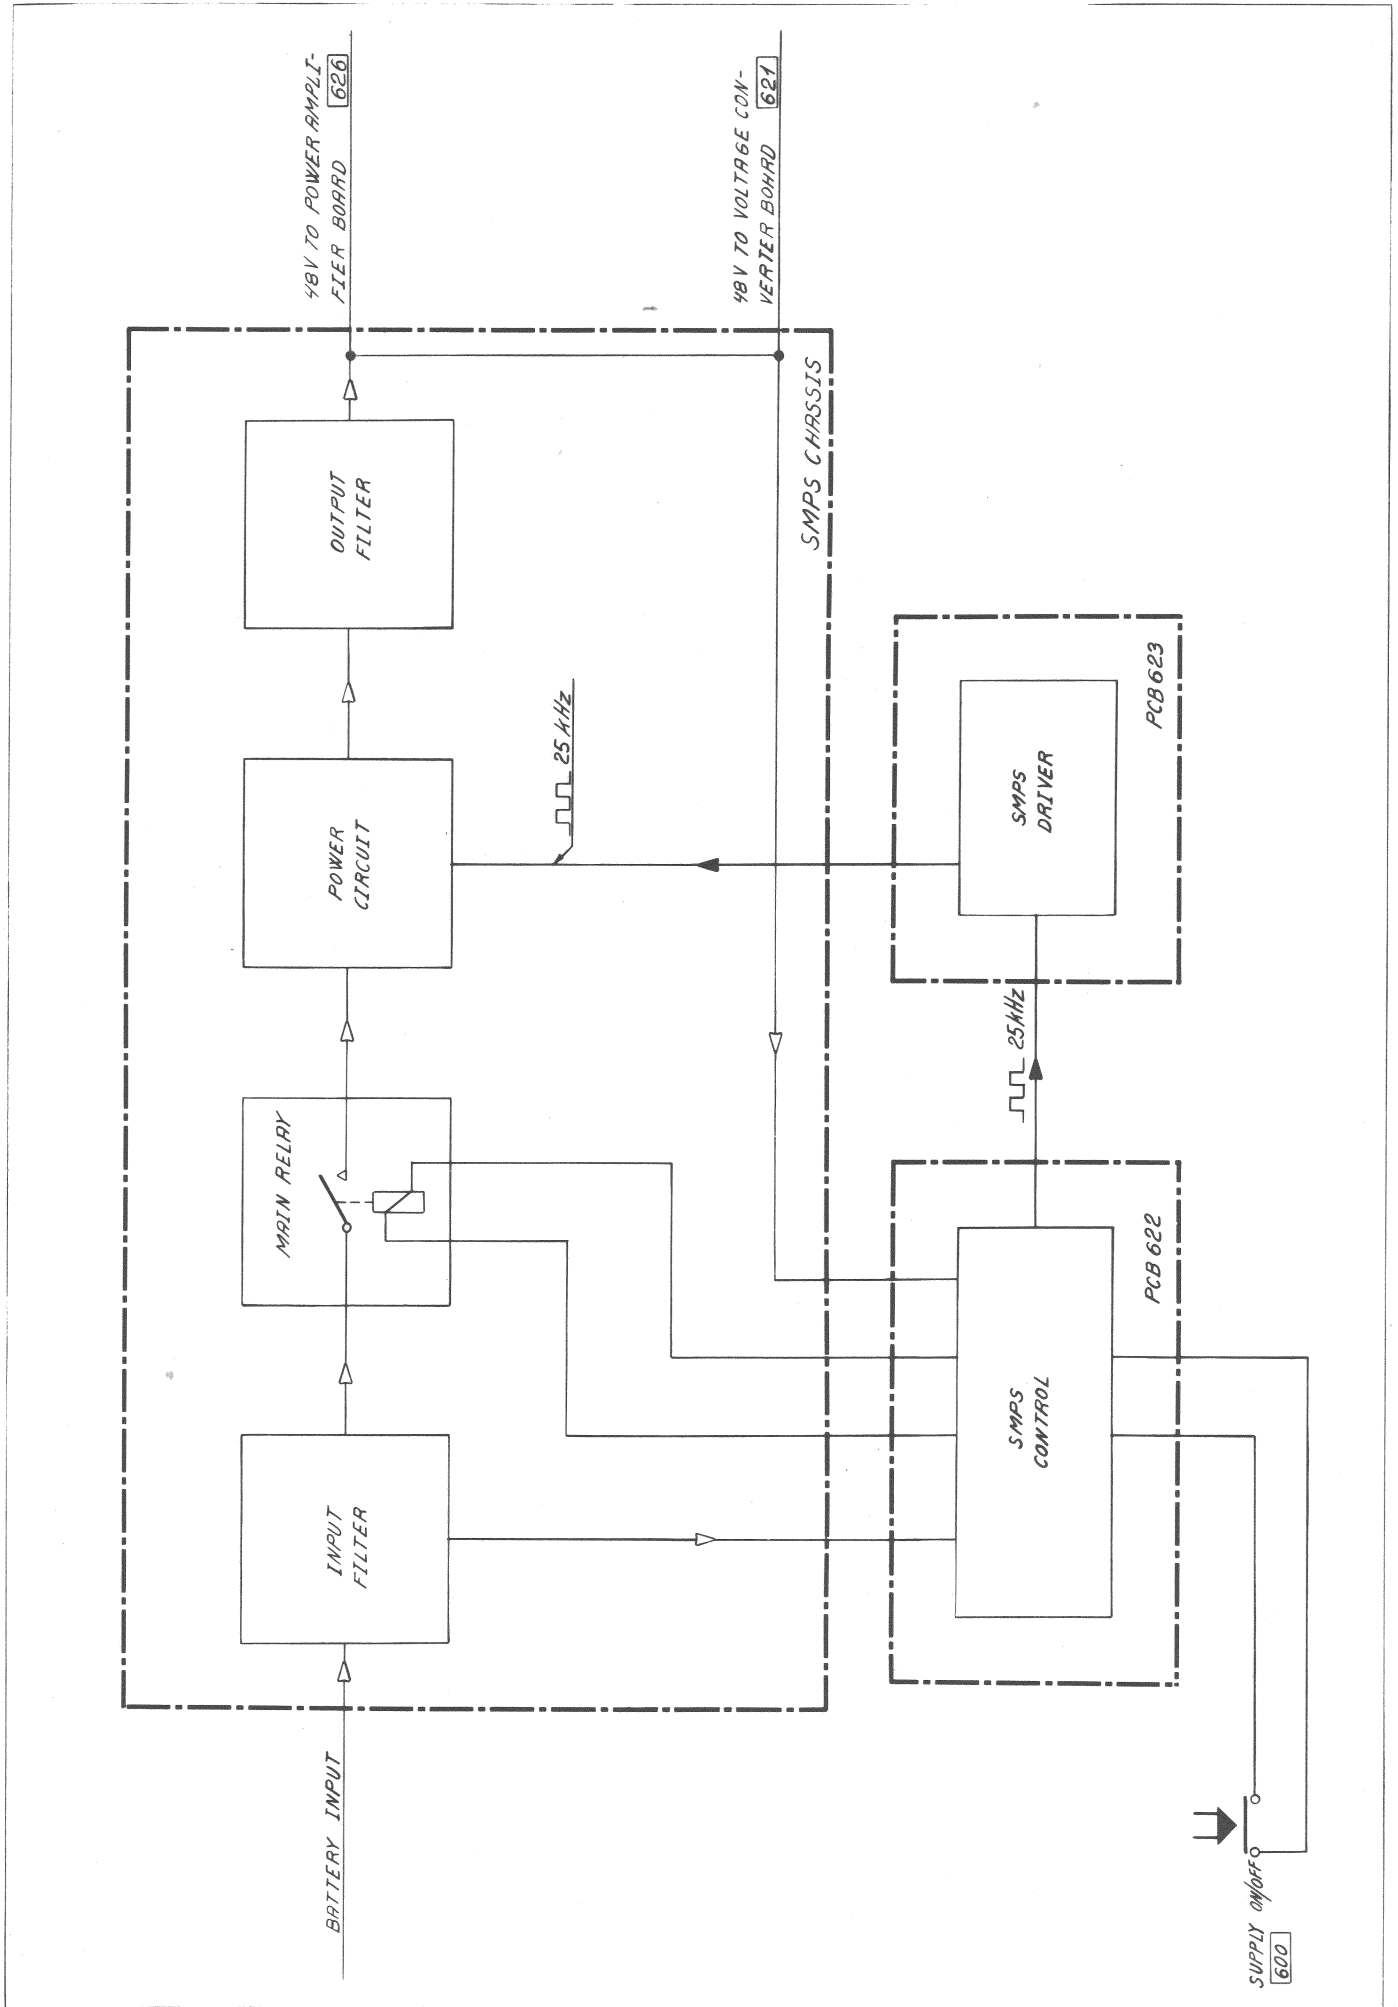 48V TO POWER AMPLI-
FIER BOARD 626
48V TO VOLTAGE CON-
VERTER BOARD 621
SMPS CHASSIS
OUTPUT
FILTER
POWER
CIRCUIT
25 kHz
MAIN RELAY
INPUT
FILTER
BATTERY INPUT
SMPS
DRIVER
PCB 623
25kHz
SMPS
CONTROL
PCB 622
SUPPLY ON/OFF
600